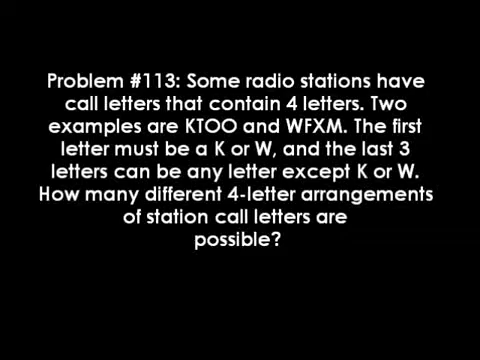 Problem #113: Some radio stations have
call letters that contain 4 letters. Two
examples are KTOO and WFXM. The first
letter must be a K or W, and the last 3
letters can be any letter except K or W.
How many different 4-letter arrangements
of station call letters are
possible?